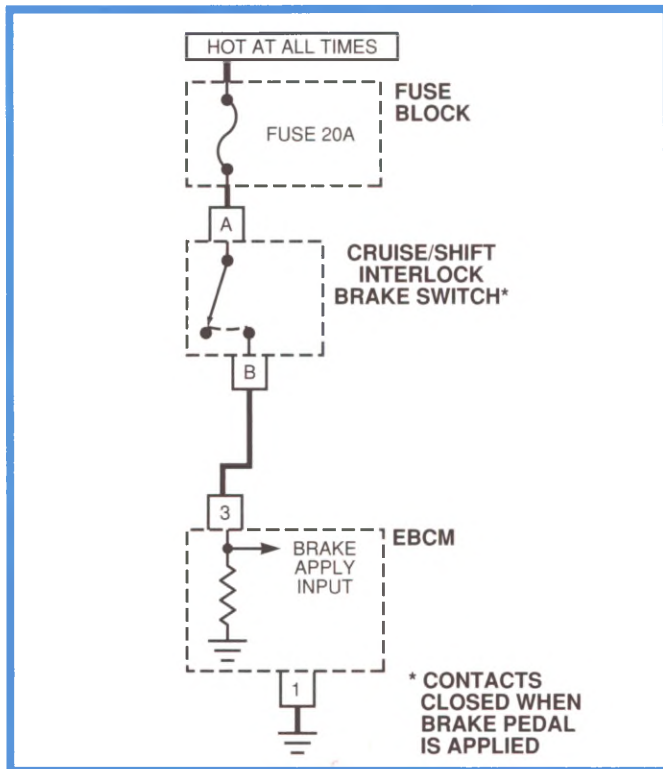 HOT AT ALL TIMES
FUSE
BLOCK
FUSE 20A
A
CRUISE/SHIFT
INTERLOCK
BRAKE SWITCH*
B
3
EBCM
BRAKE
APPLY
INPUT
1
* CONTACTS
CLOSED WHEN
BRAKE PEDAL
IS APPLIED